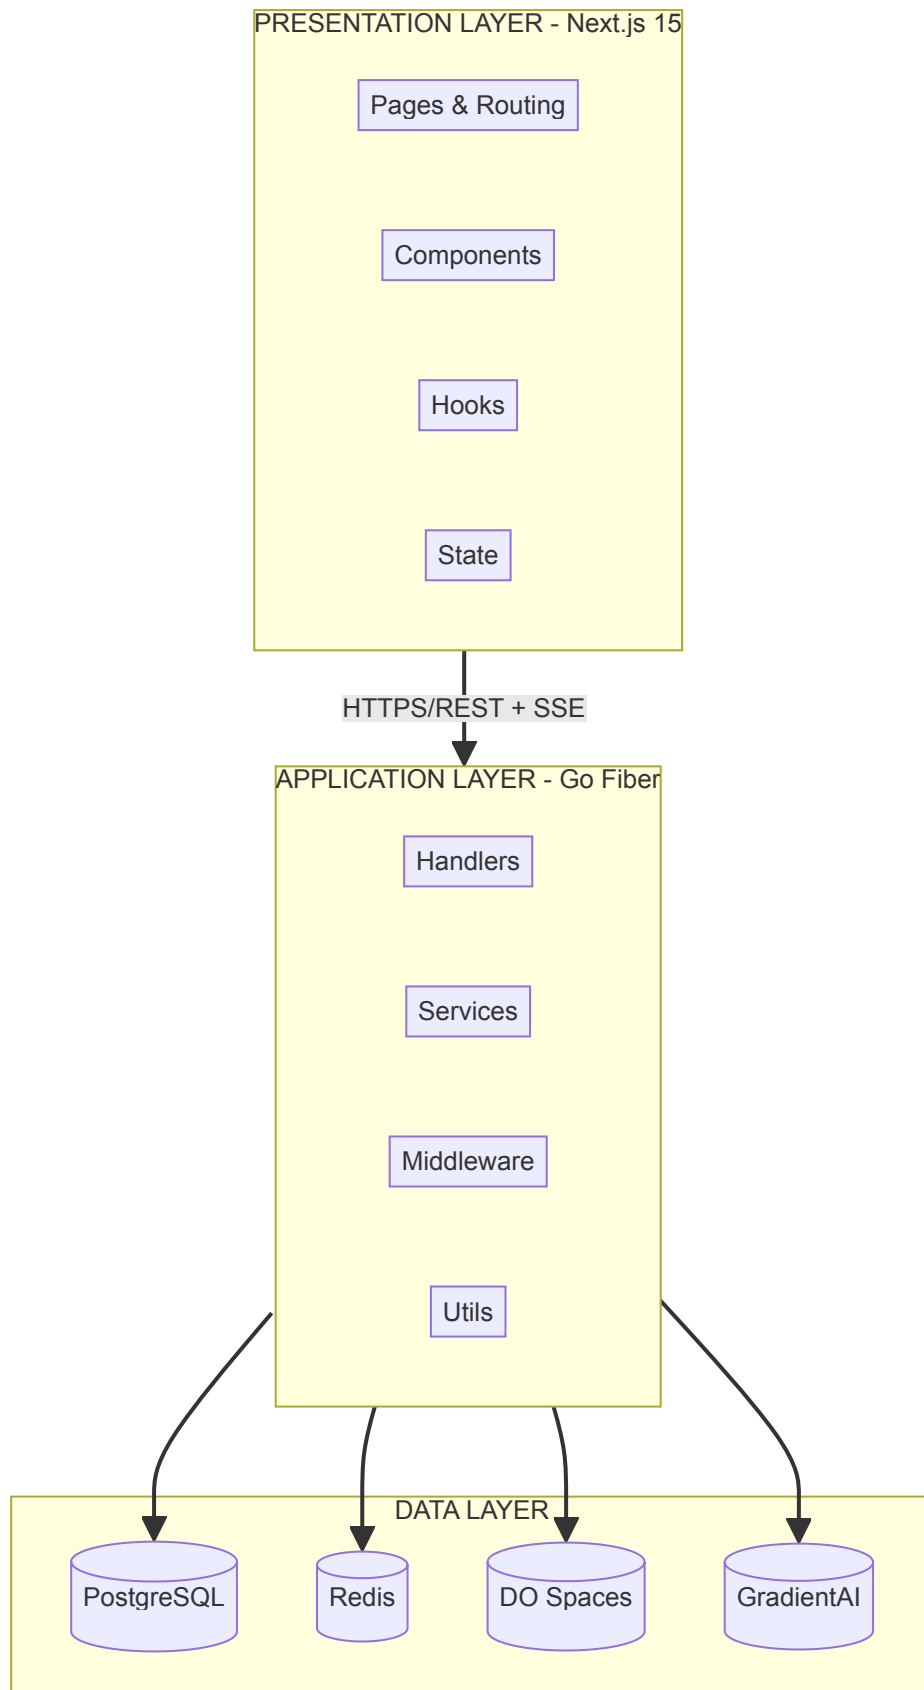 PRESENTATION LAYER - Next.js 15
Pages & Routing
Components
Hooks
State
HTTPS/REST + SSE
APPLICATION LAYER - Go Fiber
Handlers
Services
Middleware
Utils
DATA LAYER
PostgreSQL
Redis
DO Spaces
GradientAI